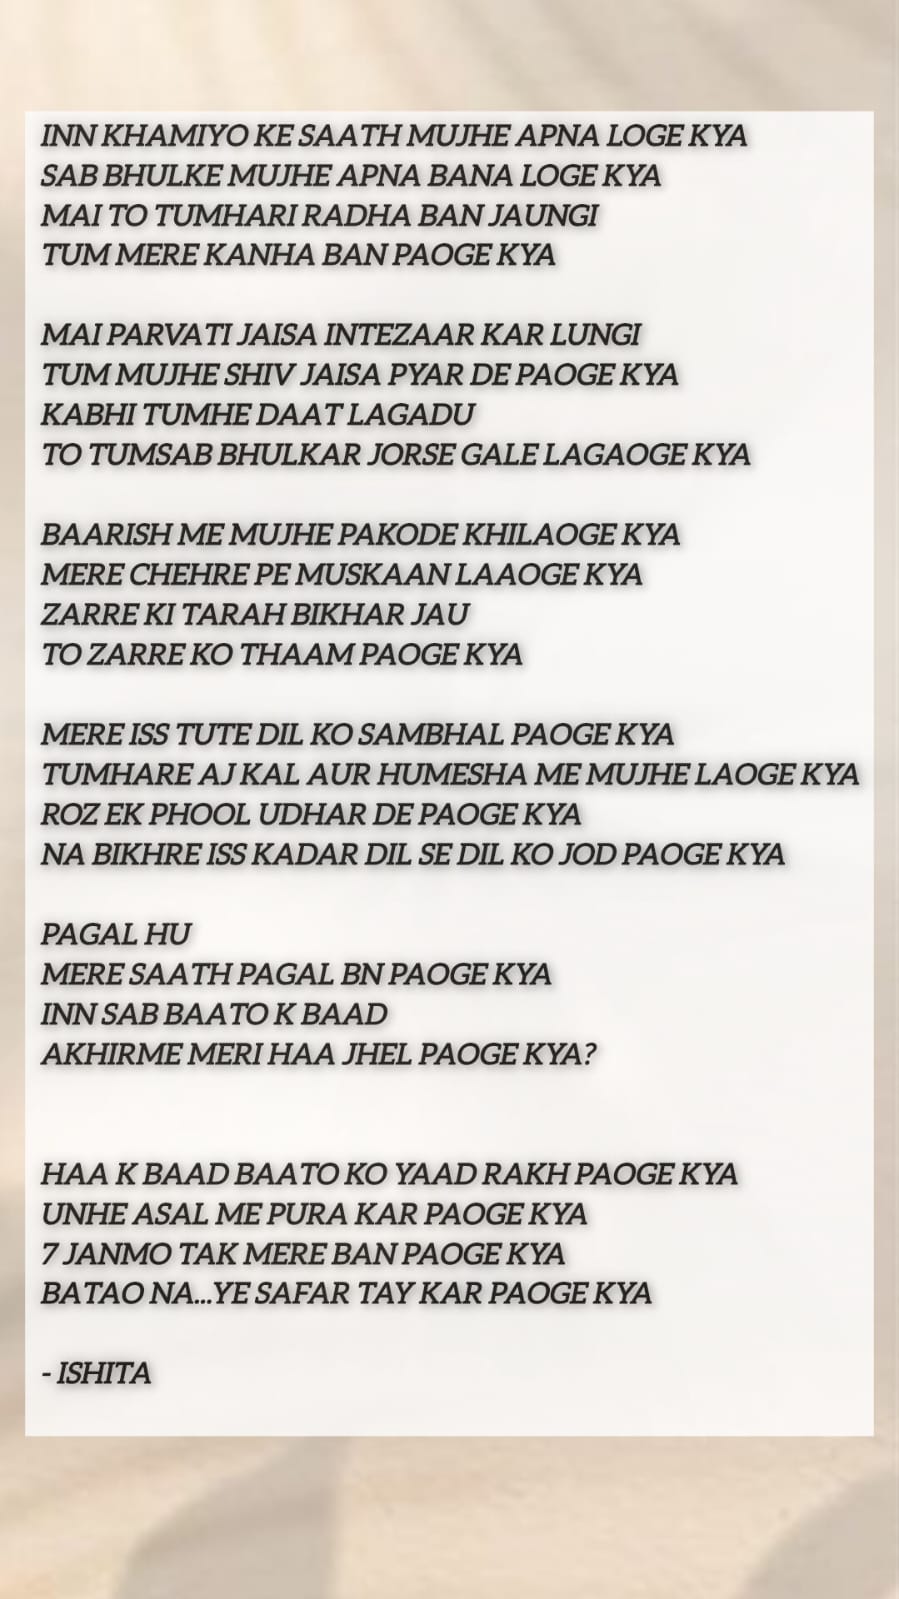 INN KHAMIYO KE SAATH MUJHE APNA LOGE KYA
SAB BHULKE MUJHE APNA BANA LOGE KYA
MAI TO TUMHARI RADHA BAN JAUNGI
TUM MERE KANHA BAN PAOGE KYA
MAI PARVATI JAISA INTEZAAR KAR LUNGI
TUM MUJHE SHIV JAISA PYAR DE PAOGE KYA
KABHI TUMHE DAAT LAGADU
TO TUMSAB BHULKAR JORSE GALE LAGAOGE KYA
BAARISH ME MUJHE PAKODE KHILAOGE KYA
MERE CHEHRE PE MUSKAAN LAAOGE KYA
ZARRE KI TARAH BIKHAR JAU
TO ZARRE KO THAAM PAOGE KYA
MERE ISS TUTE DIL KO SAMBHAL PAOGE KYA
TUMHARE AJ KAL AUR HUMESHA ME MUJHE LAOGE KYA
ROZ EK PHOOL UDHAR DE PAOGE KYA
NA BIKHRE ISS KADAR DIL SE DIL KO JOD PAOGE KYA
PAGAL HU
MERE SAATH PAGAL BN PAOGE KYA
INN SAB BAATO K BAAD
AKHIRME MERI HAA JHEL PAOGE KYA?
HAA K BAAD BAATO KO YAAD RAKH PAOGE KYA
UNHE ASAL ME PURA KAR PAOGE KYA
7 JANMO TAK MERE BAN PAOGE KYA
BATAO NA...YE SAFAR TAY KAR PAOGE KYA
- ISHITA